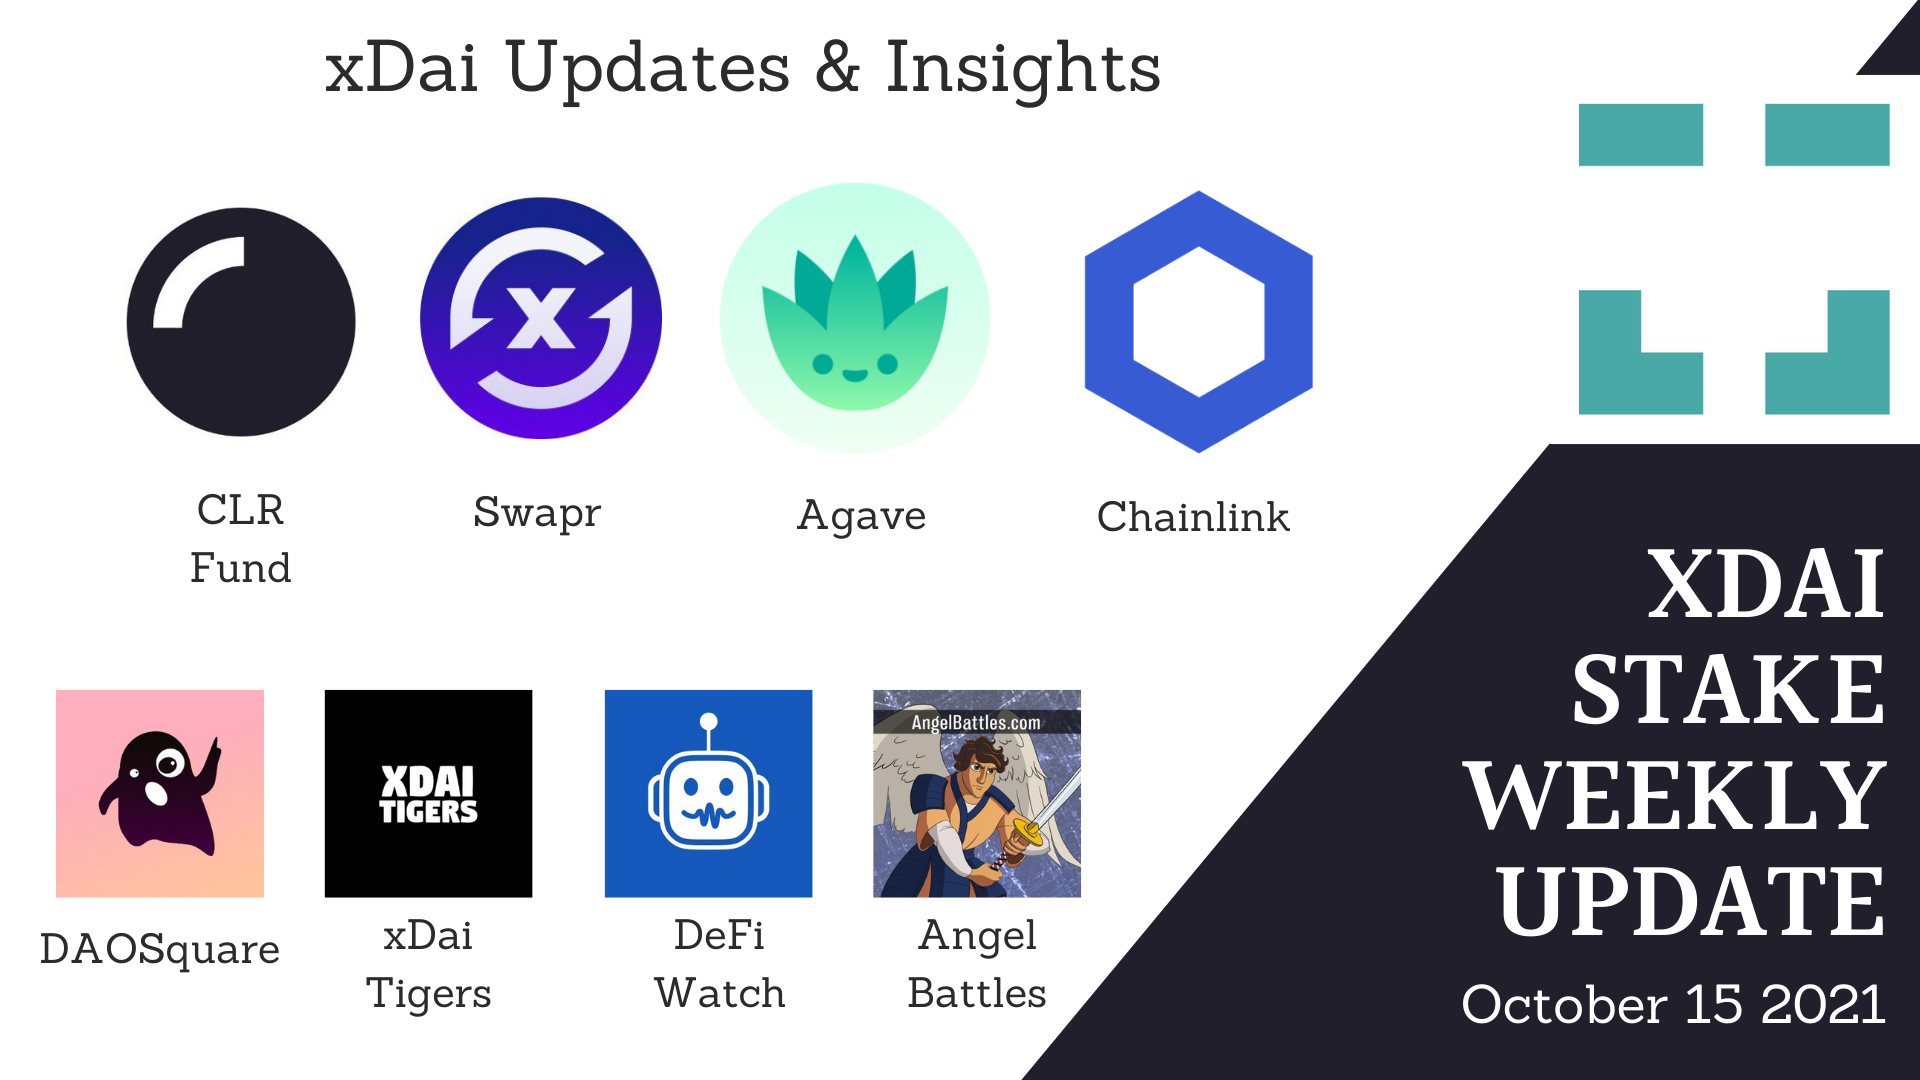 xDai Updates & Insights
x
CLR
Fund
Swapr
Agave
Chainlink
XDAI
TIGERS
AngelBattles.com
DAOSquare
xDai
Tigers
DeFi
Watch
Angel
Battles
XDAI
STAKE
WEEKLY
UPDATE
October 15 2021